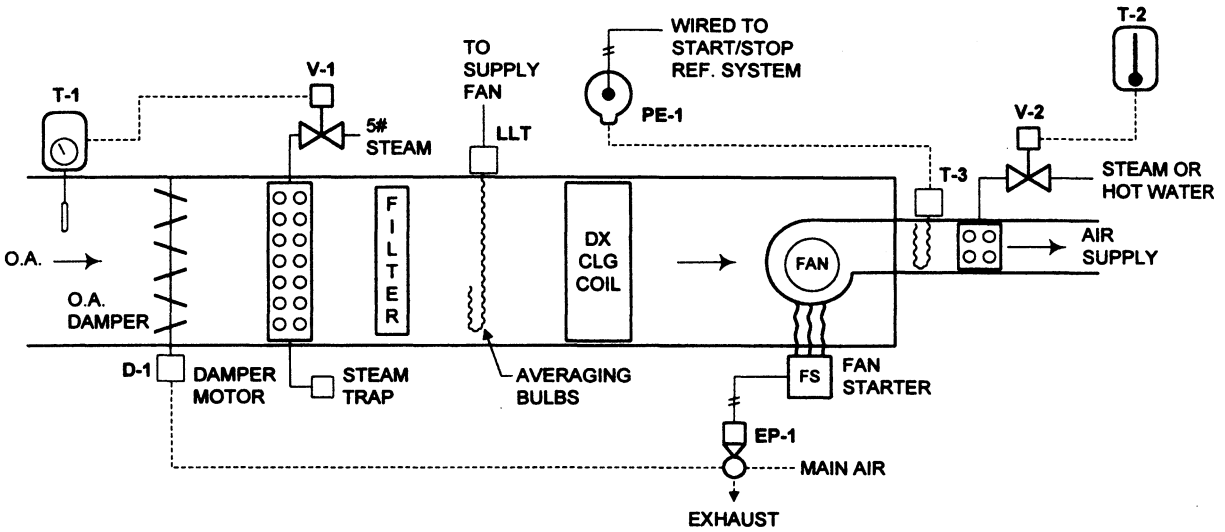 T-1
V-1
5#
STEAM
TO
SUPPLY
FAN
LLT
WIRED TO
START/STOP
REF. SYSTEM
PE-1
T-2
V-2
T-3
STEAM OR
HOT WATER
O.A.
O.A.
DAMPER
FILTER
DX
CLG
COIL
FAN
AIR
SUPPLY
D-1
DAMPER
MOTOR
STEAM
TRAP
AVERAGING
BULBS
FS
FAN
STARTER
EP-1
MAIN AIR
EXHAUST